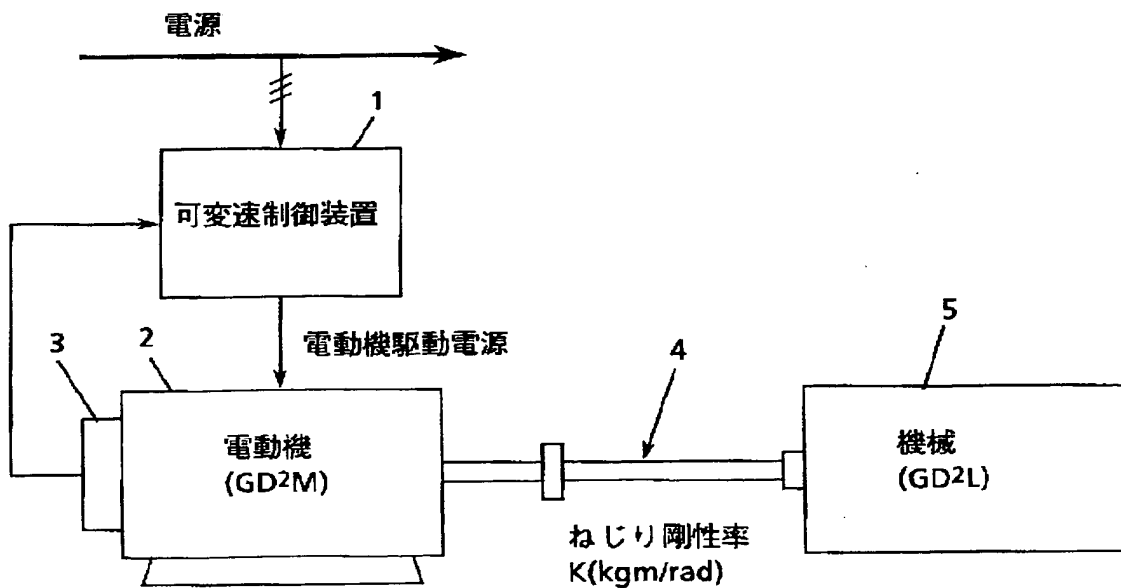 電源
1
可変速制御装置
電動機駆動電源
3
2
4
5
電動機
(GD²M)
機械
(GD²L)
ねじり剛性率
K(kgm/rad)